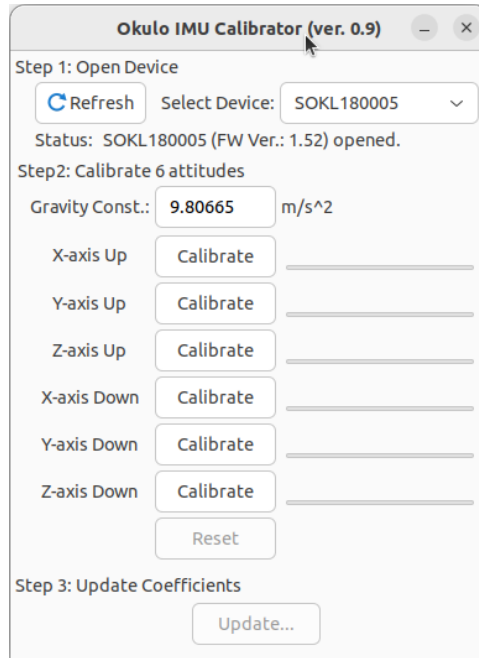 Okulo IMU Calibrator (ver. 0.9)
Step 1: Open Device
Refresh Select Device: SOKL180005
Status: SOKL180005 (FW Ver.: 1.52) opened.
Step2: Calibrate 6 attitudes
Gravity Const.: 9.80665 m/s^2
X-axis Up Calibrate
Y-axis Up Calibrate
Z-axis Up Calibrate
X-axis Down Calibrate
Y-axis Down Calibrate
Z-axis Down Calibrate
Reset
Step 3: Update Coefficients
Update...